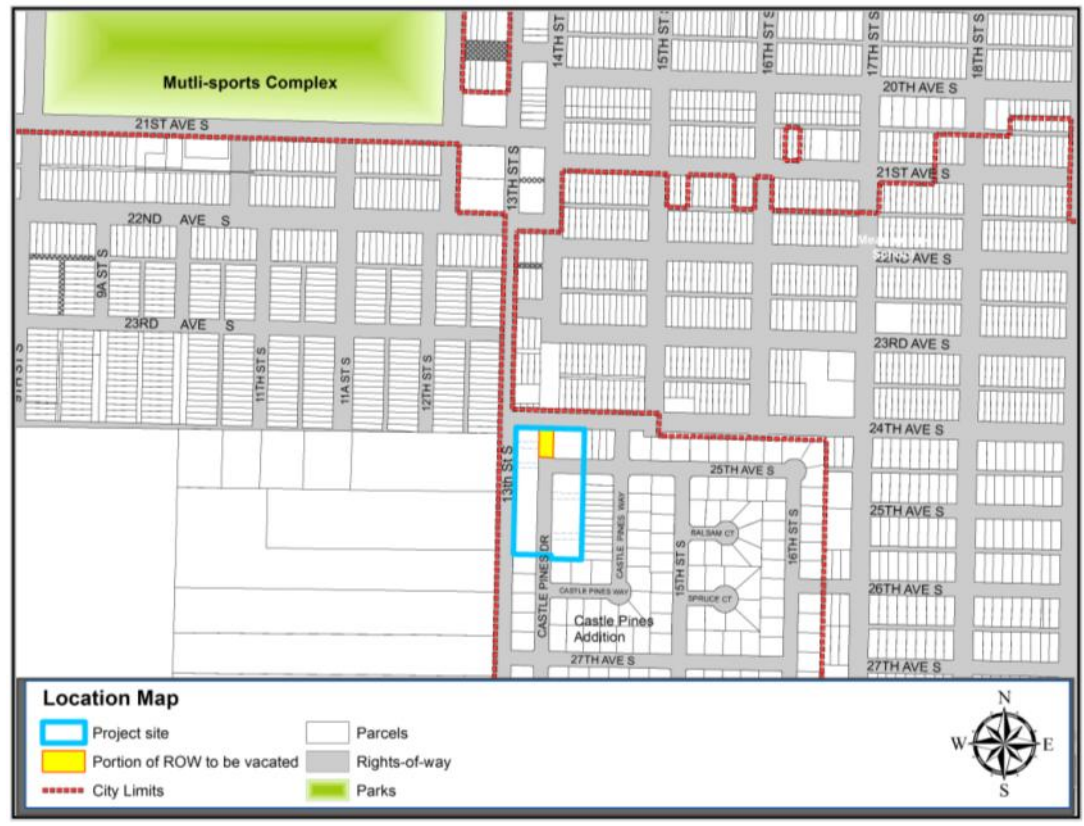 14TH ST
15TH ST S
16TH ST S
17TH ST S
18TH ST S
Mutli-sports Complex
20TH AVE S
21ST AVE S
13TH ST S
21ST AVE S
22ND AVE S
22ND AVE S
9A ST S
23RD AVE S
23RD AVE S
9TH ST S
11TH ST S
11A ST S
12TH ST S
24TH AVE S
13th St S
25TH AVE S
25TH AVE S
CASTLE PINES WAY
BALSAM CT
16TH ST S
CASTLE PINES DR
15TH ST S
26TH AVE S
CASTLE PINES WAY
SPRUCE CT
Castle Pines
Addition
27TH AVE S
27TH AVE S
Location Map
Project site
Parcels
Portion of ROW to be vacated
Rights-of-way
City Limits
Parks
N
W
E
S